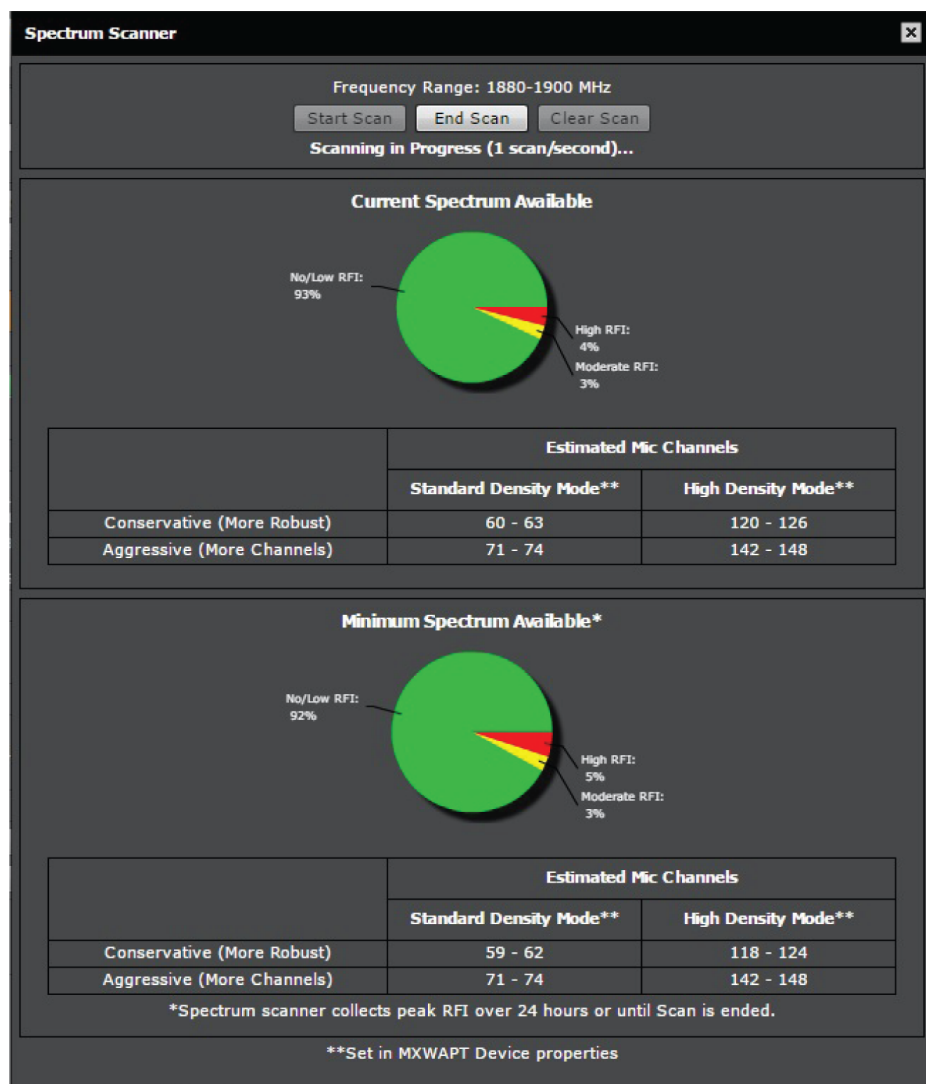 Spectrum Scanner
Frequency Range: 1880-1900 MHz
Start Scan End Scan Clear Scan
Scanning in Progress (1 scan/second)...
Current Spectrum Available
No/Low RFI:
93%
High RFI:
4%
Moderate RFI:
3%
Estimated Mic Channels
Standard Density Mode** High Density Mode**
Conservative (More Robust) 60 - 63 120 - 126
Aggressive (More Channels) 71 - 74 142 - 148
Minimum Spectrum Available*
No/Low RFI:
92%
High RFI:
5%
Moderate RFI:
3%
Estimated Mic Channels
Standard Density Mode** High Density Mode**
Conservative (More Robust) 59 - 62 118 - 124
Aggressive (More Channels) 71 - 74 142 - 148
*Spectrum scanner collects peak RFI over 24 hours or until Scan is ended.
**Set in MXWAPT Device properties